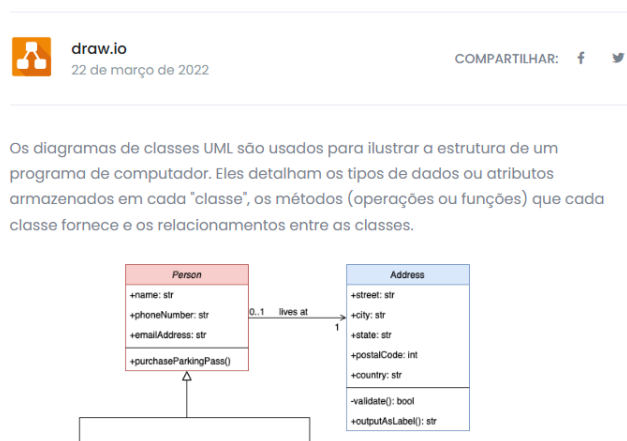 draw.io
22 de março de 2022
COMPARTILHAR:
Os diagramas de classes UML são usados para ilustrar a estrutura de um
programa de computador. Eles detalham os tipos de dados ou atributos
armazenados em cada "classe", os métodos (operações ou funções) que cada
classe fornece e os relacionamentos entre as classes.
Person
+name: str
+phoneNumber: str
+emailAddress: str
+purchaseParkingPass()
0..1 lives at
1
Address
+street: str
+city: str
+state: str
+postalCode: int
+country: str
-validate(): bool
+outputAsLabel(): str